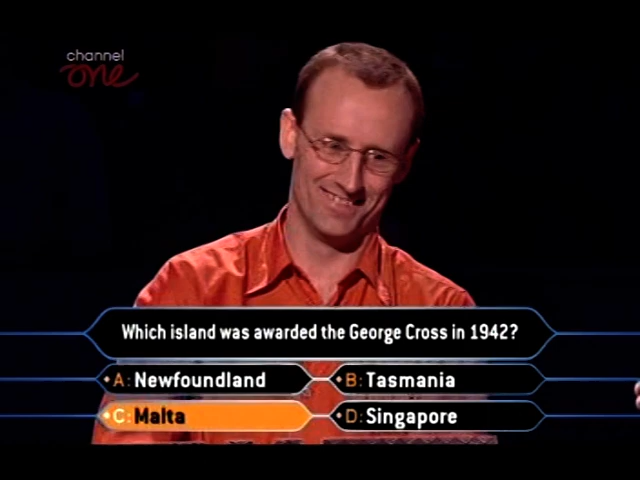 channel
one
Which island was awarded the George Cross in 1942?
A: Newfoundland
B: Tasmania
C: Malta
D: Singapore